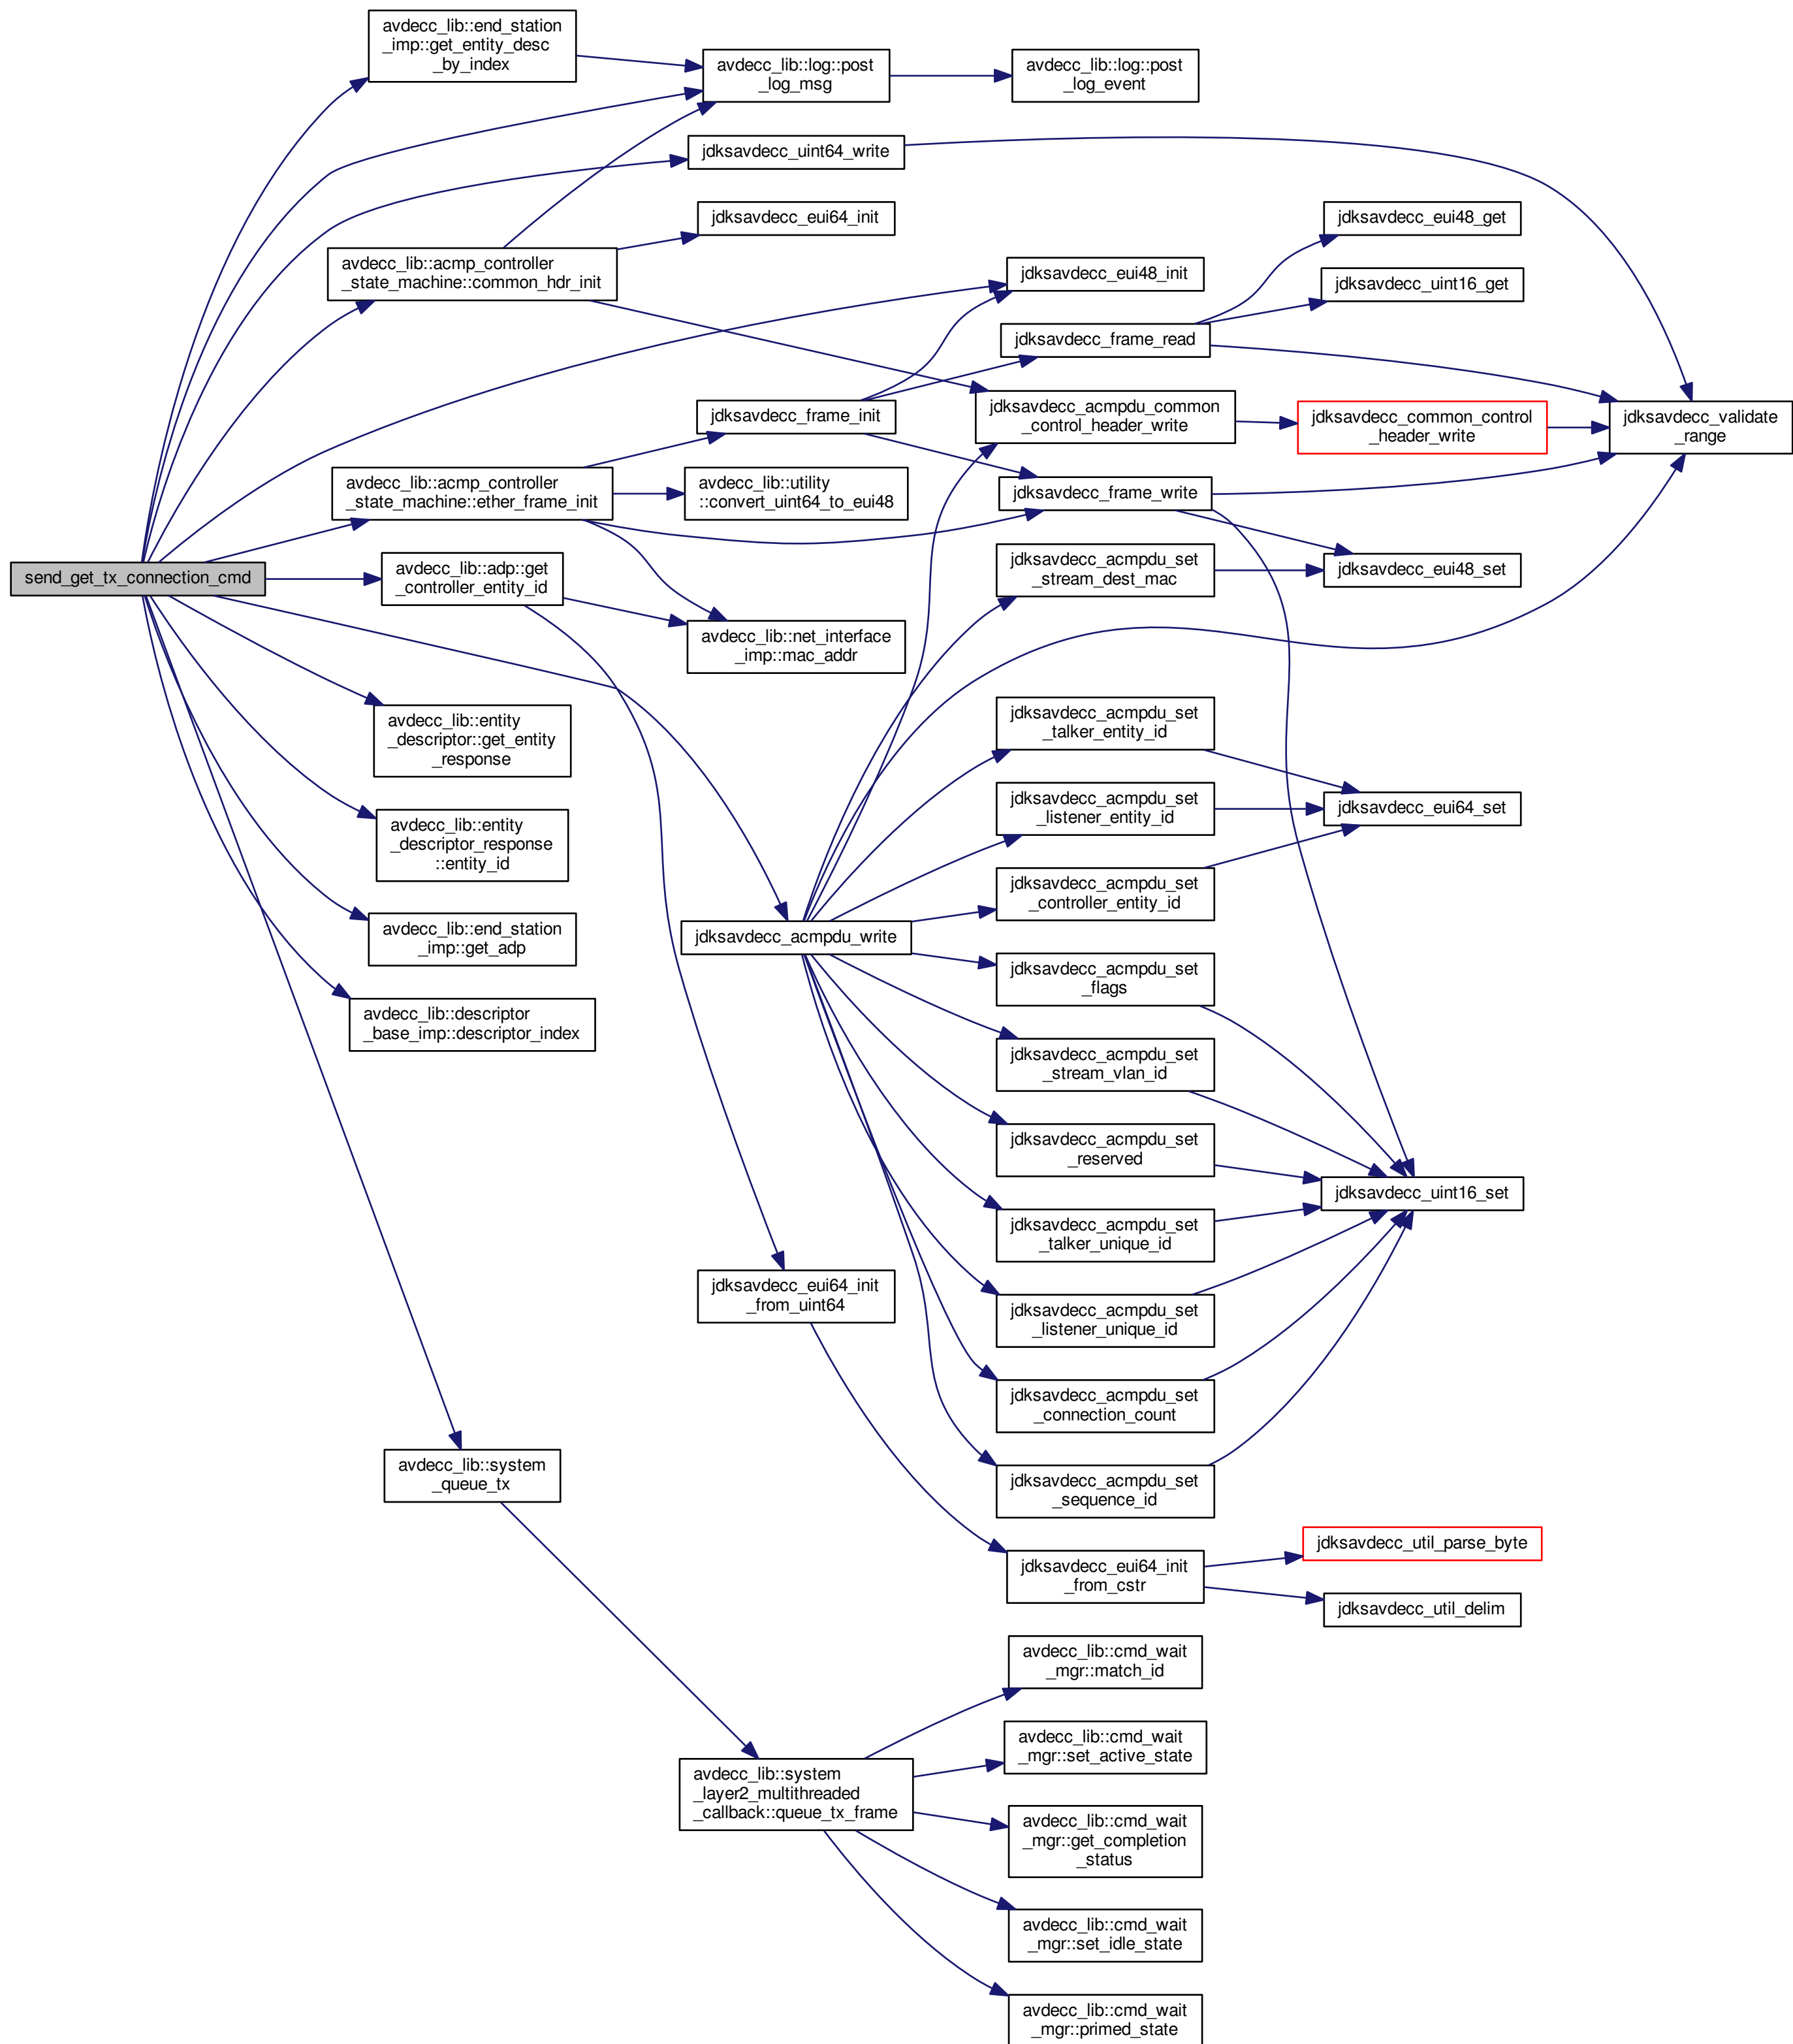 send_get_tx_connection_cmd
avdecc_lib::end_station
_imp::get_entity_desc
_by_index
avdecc_lib::log::post
_log_msg
avdecc_lib::log::post
_log_event
jdksavdecc_uint64_write
avdecc_lib::acmp_controller
_state_machine::common_hdr_init
jdksavdecc_eui64_init
jdksavdecc_eui48_init
jdksavdecc_eui48_get
jdksavdecc_uint16_get
jdksavdecc_frame_read
jdksavdecc_frame_init
jdksavdecc_acmpdu_common
_control_header_write
jdksavdecc_common_control
_header_write
jdksavdecc_validate
_range
avdecc_lib::acmp_controller
_state_machine::ether_frame_init
avdecc_lib::utility
::convert_uint64_to_eui48
jdksavdecc_frame_write
avdecc_lib::adp::get
_controller_entity_id
jdksavdecc_acmpdu_set
_stream_dest_mac
jdksavdecc_eui48_set
avdecc_lib::net_interface
_imp::mac_addr
avdecc_lib::entity
_descriptor::get_entity
_response
jdksavdecc_acmpdu_set
_talker_entity_id
jdksavdecc_acmpdu_set
_listener_entity_id
jdksavdecc_eui64_set
avdecc_lib::entity
_descriptor_response
::entity_id
jdksavdecc_acmpdu_set
_controller_entity_id
avdecc_lib::end_station
_imp::get_adp
jdksavdecc_acmpdu_write
jdksavdecc_acmpdu_set
_flags
avdecc_lib::descriptor
_base_imp::descriptor_index
jdksavdecc_acmpdu_set
_stream_vlan_id
jdksavdecc_acmpdu_set
_reserved
jdksavdecc_uint16_set
jdksavdecc_acmpdu_set
_talker_unique_id
jdksavdecc_eui64_init
_from_uint64
jdksavdecc_acmpdu_set
_listener_unique_id
jdksavdecc_acmpdu_set
_connection_count
avdecc_lib::system
_queue_tx
jdksavdecc_acmpdu_set
_sequence_id
jdksavdecc_eui64_init
_from_cstr
jdksavdecc_util_parse_byte
jdksavdecc_util_delim
avdecc_lib::cmd_wait
_mgr::match_id
avdecc_lib::cmd_wait
_mgr::set_active_state
avdecc_lib::system
_layer2_multithreaded
_callback::queue_tx_frame
avdecc_lib::cmd_wait
_mgr::get_completion
_status
avdecc_lib::cmd_wait
_mgr::set_idle_state
avdecc_lib::cmd_wait
_mgr::primed_state